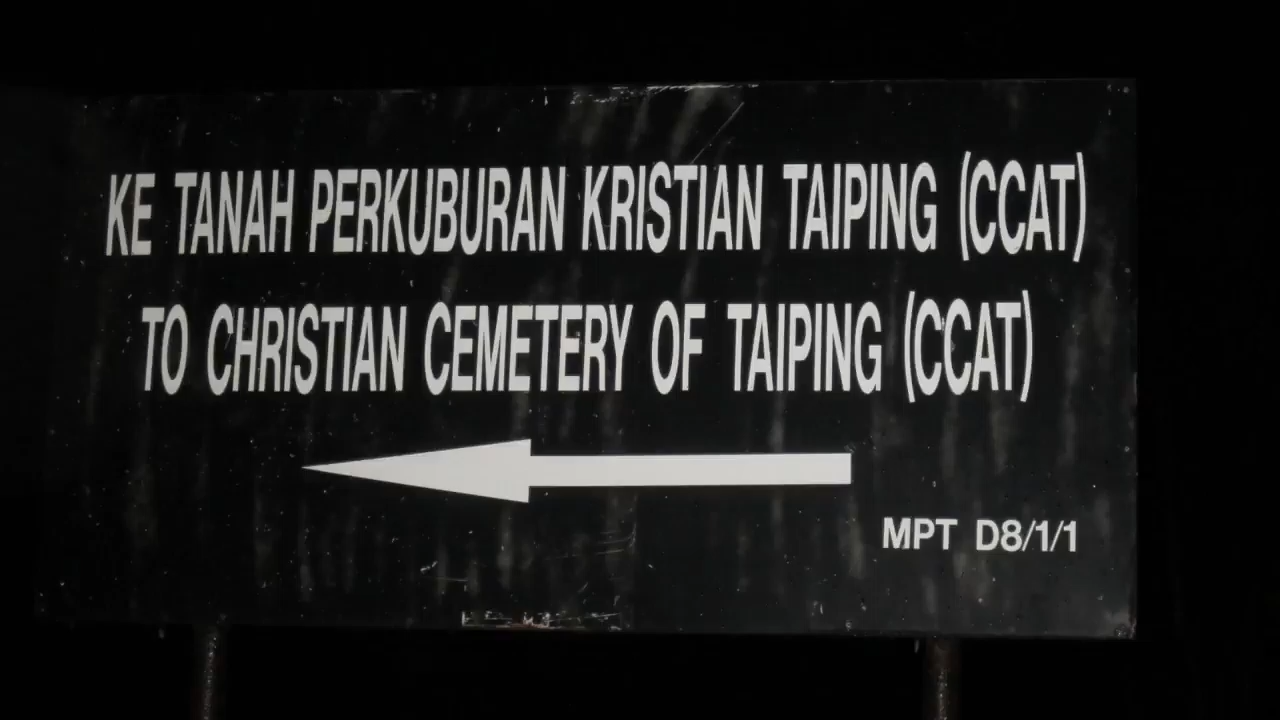 KE TANAH PERKUBURAN KRISTIAN TAIPING (CCAT)
TO CHRISTIAN CEMETERY OF TAIPING (CCAT)
MPT D8/1/1